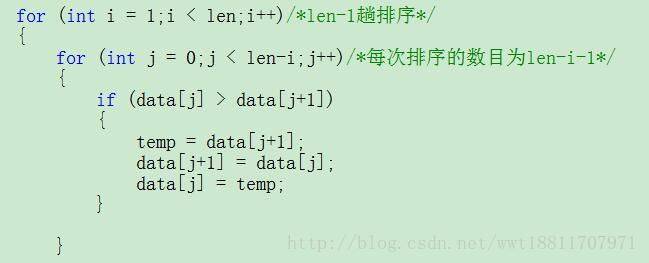 for (int i = 1;i < len;i++)/*len-1趟排序*/
{
    for (int j = 0;j < len-i;j++)/*每次排序的数目为len-i-1*/
    {
        if (data[j] > data[j+1])
        {
            temp = data[j+1];
            data[j+1] = data[j];
            data[j] = temp;
        }
    }
http://blog.csdn.net/wwt18811707971